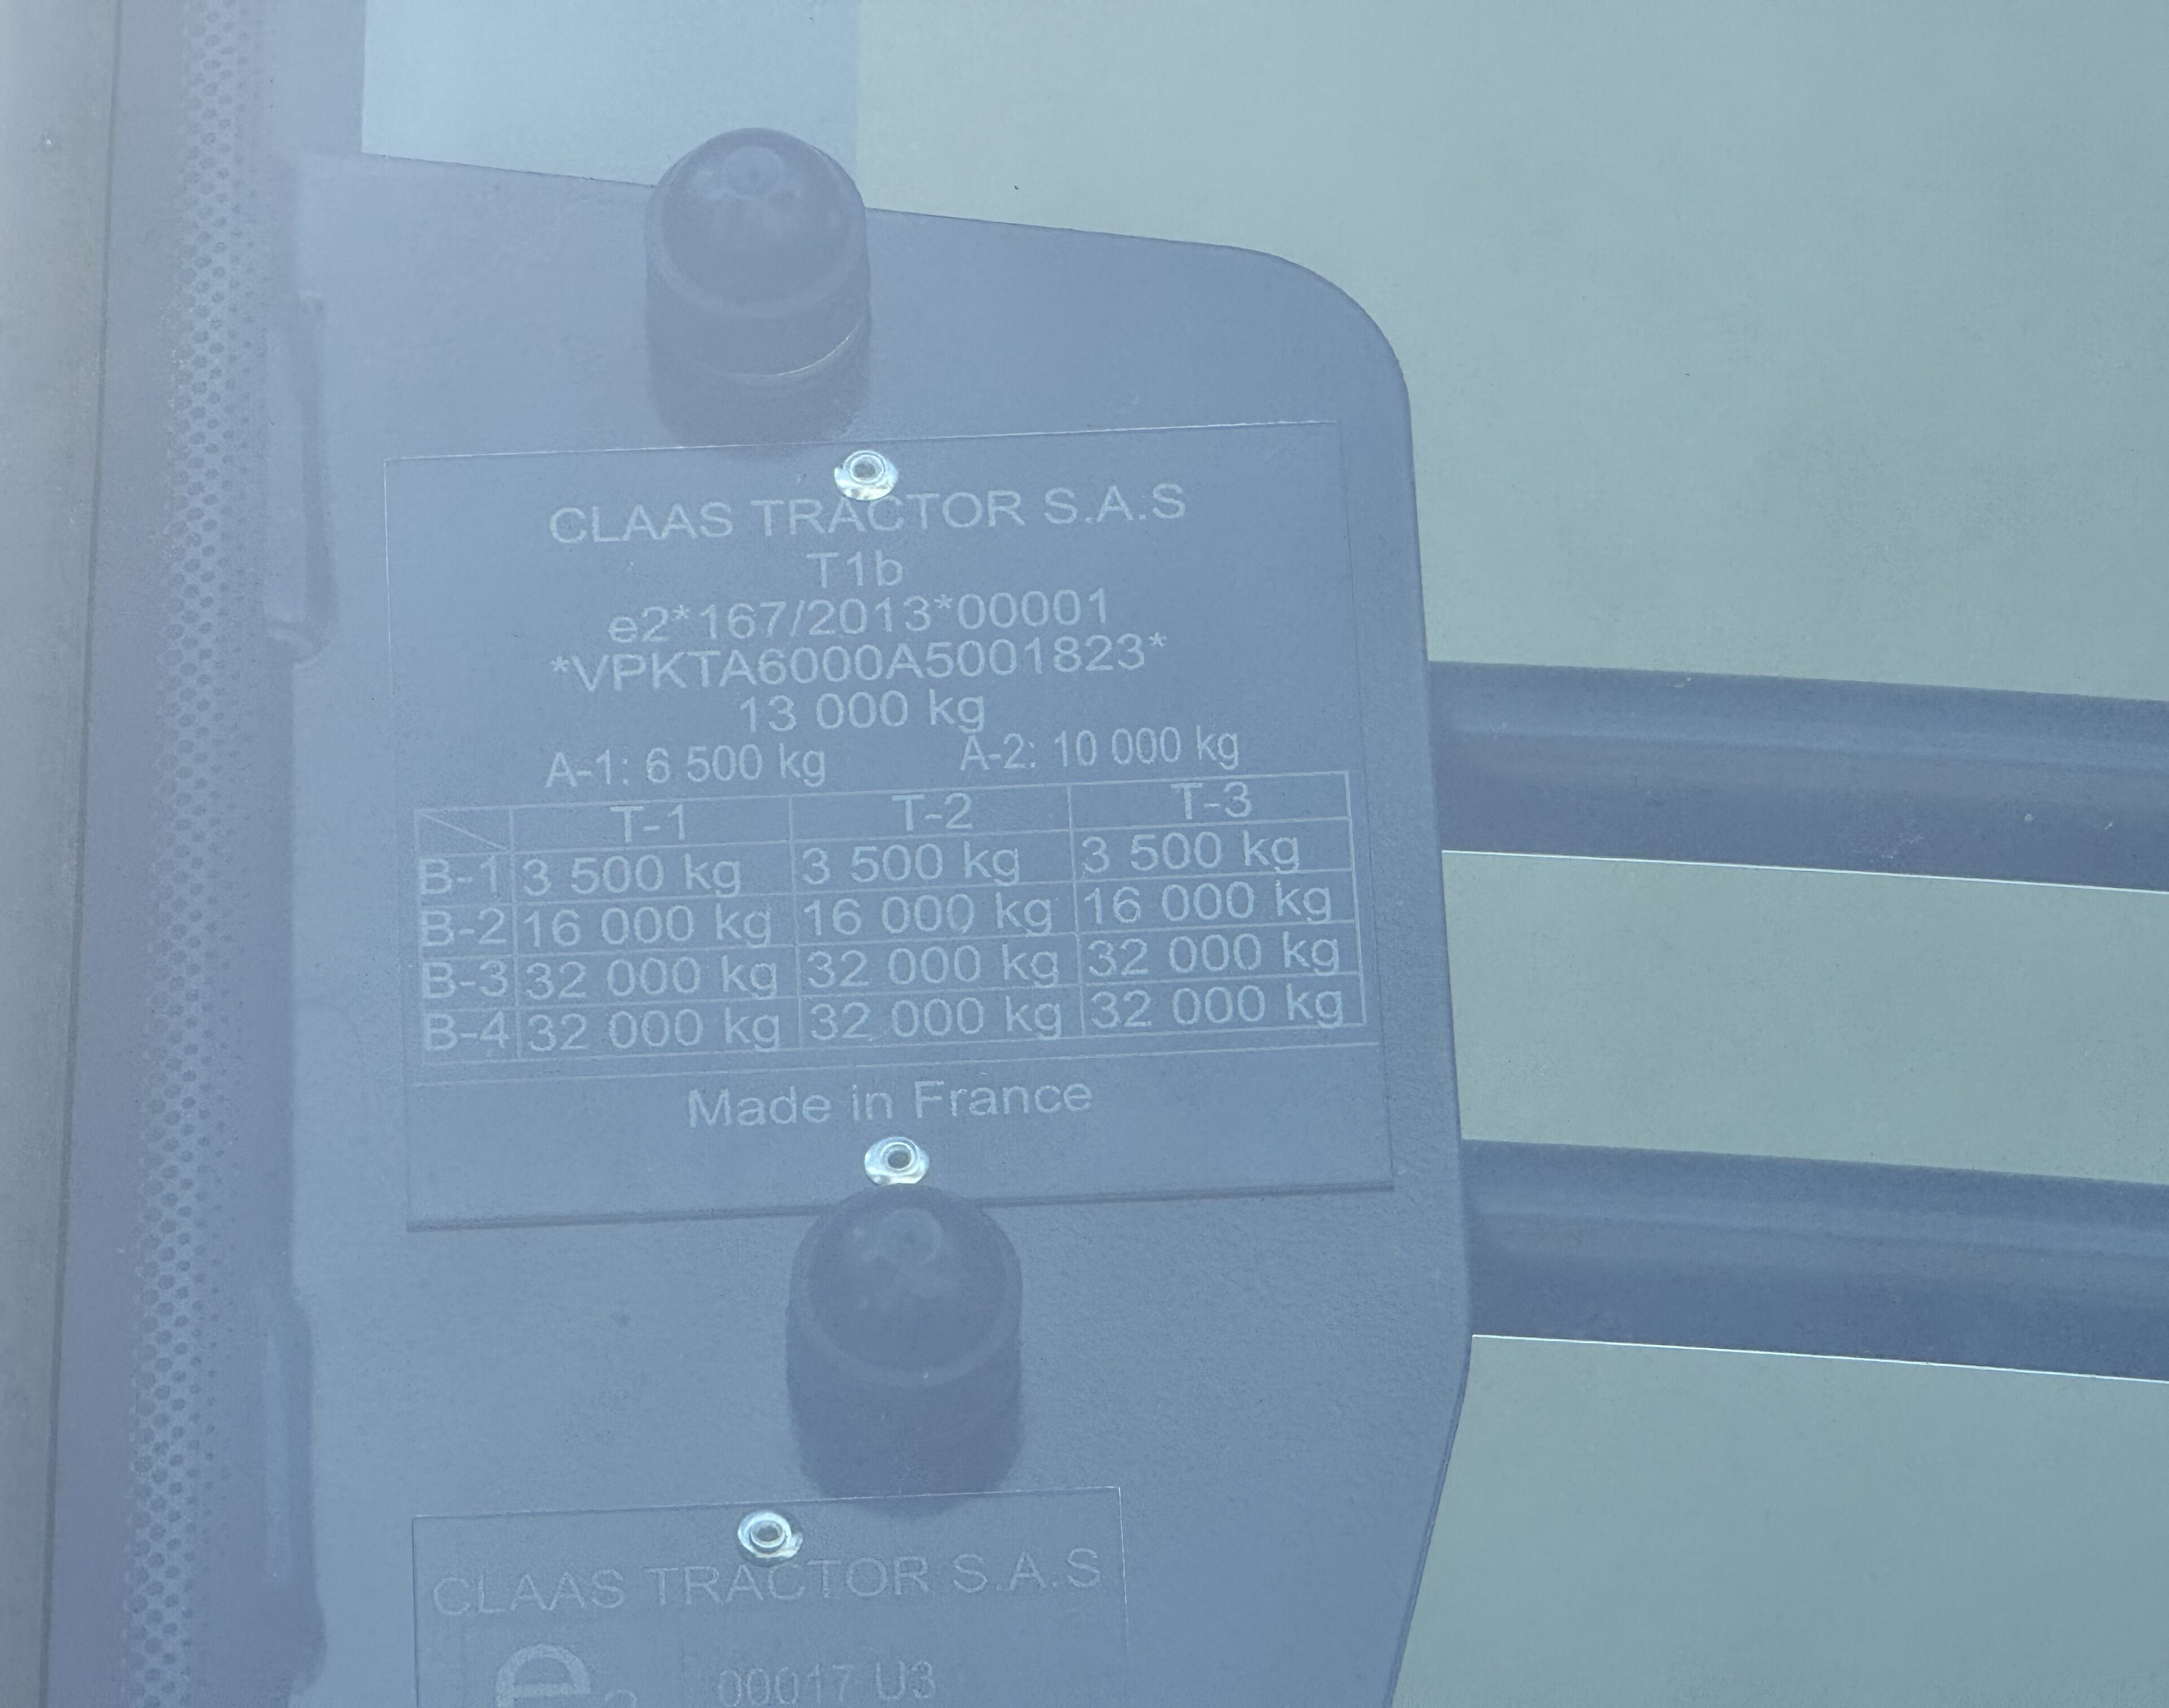 CLAAS TRACTOR S.A.S
T1b
e2*167/2013*00001
*VPKTA6000A5001823*
13 000 kg
A-1: 6 500 kg A-2: 10 000 kg
T-1 T-2 T-3
B-1 3 500 kg 3 500 kg 3 500 kg
B-2 16 000 kg 16 000 kg 16 000 kg
B-3 32 000 kg 32 000 kg 32 000 kg
B-4 32 000 kg 32 000 kg 32 000 kg
Made in France
CLAAS TRACTOR S.A.S
e2 00017 U3